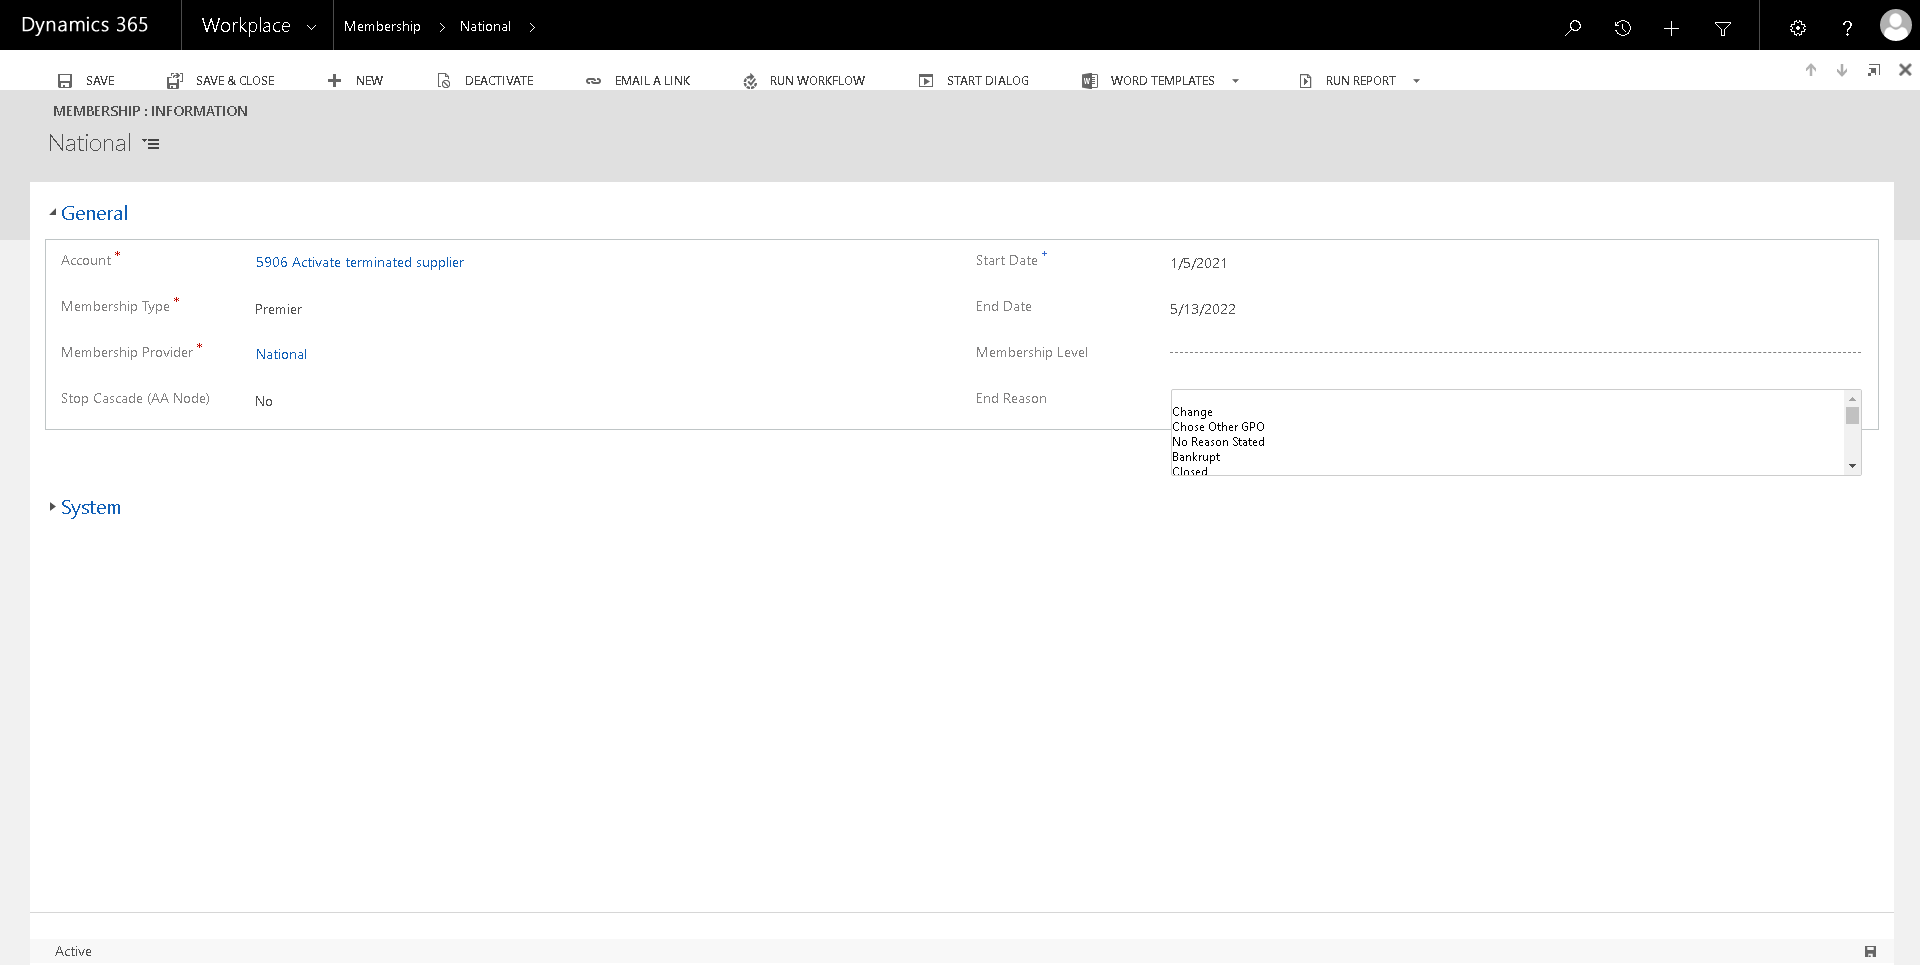 Dynamics 365 Workplace Membership National
SAVE SAVE & CLOSE NEW DEACTIVATE EMAIL A LINK RUN WORKFLOW START DIALOG WORD TEMPLATES RUN REPORT
MEMBERSHIP : INFORMATION
National
General
Account * 5906 Activate terminated supplier
Start Date * 1/5/2021
Membership Type * Premier
End Date 5/13/2022
Membership Provider * National
Membership Level
Stop Cascade (AA Node) No
End Reason
Change
Chose Other GPO
No Reason Stated
Bankrupt
Closed
System
Active